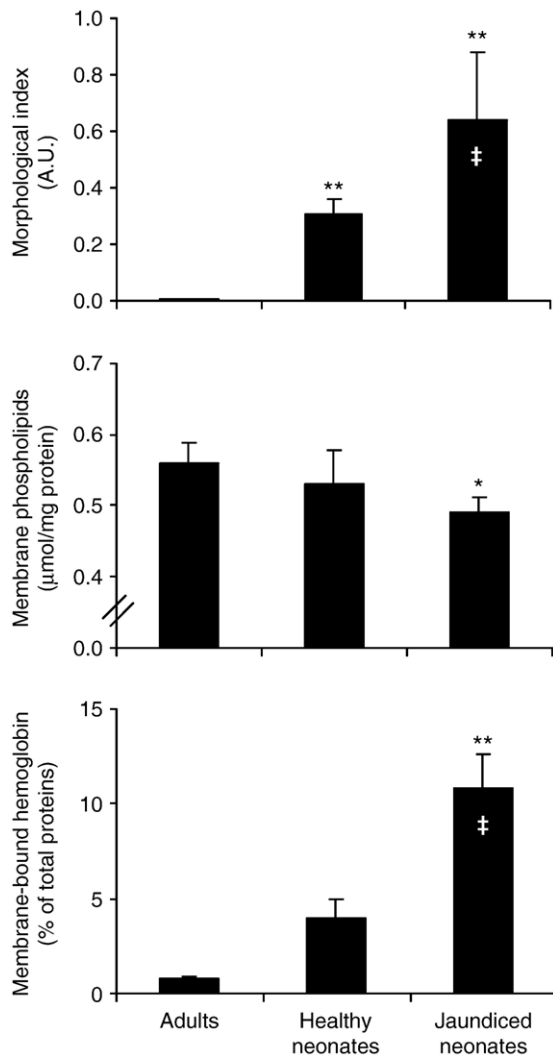 Morphological index
(A.U.)
1.0
0.8
0.6
0.4
0.2
0.0
**
**
‡
Membrane phospholipids
(μmol/mg protein)
0.7
0.6
0.5
0.4
0.0
*
Membrane-bound hemoglobin
(% of total proteins)
15
10
5
0
**
‡
Adults
Healthy
neonates
Jaundiced
neonates